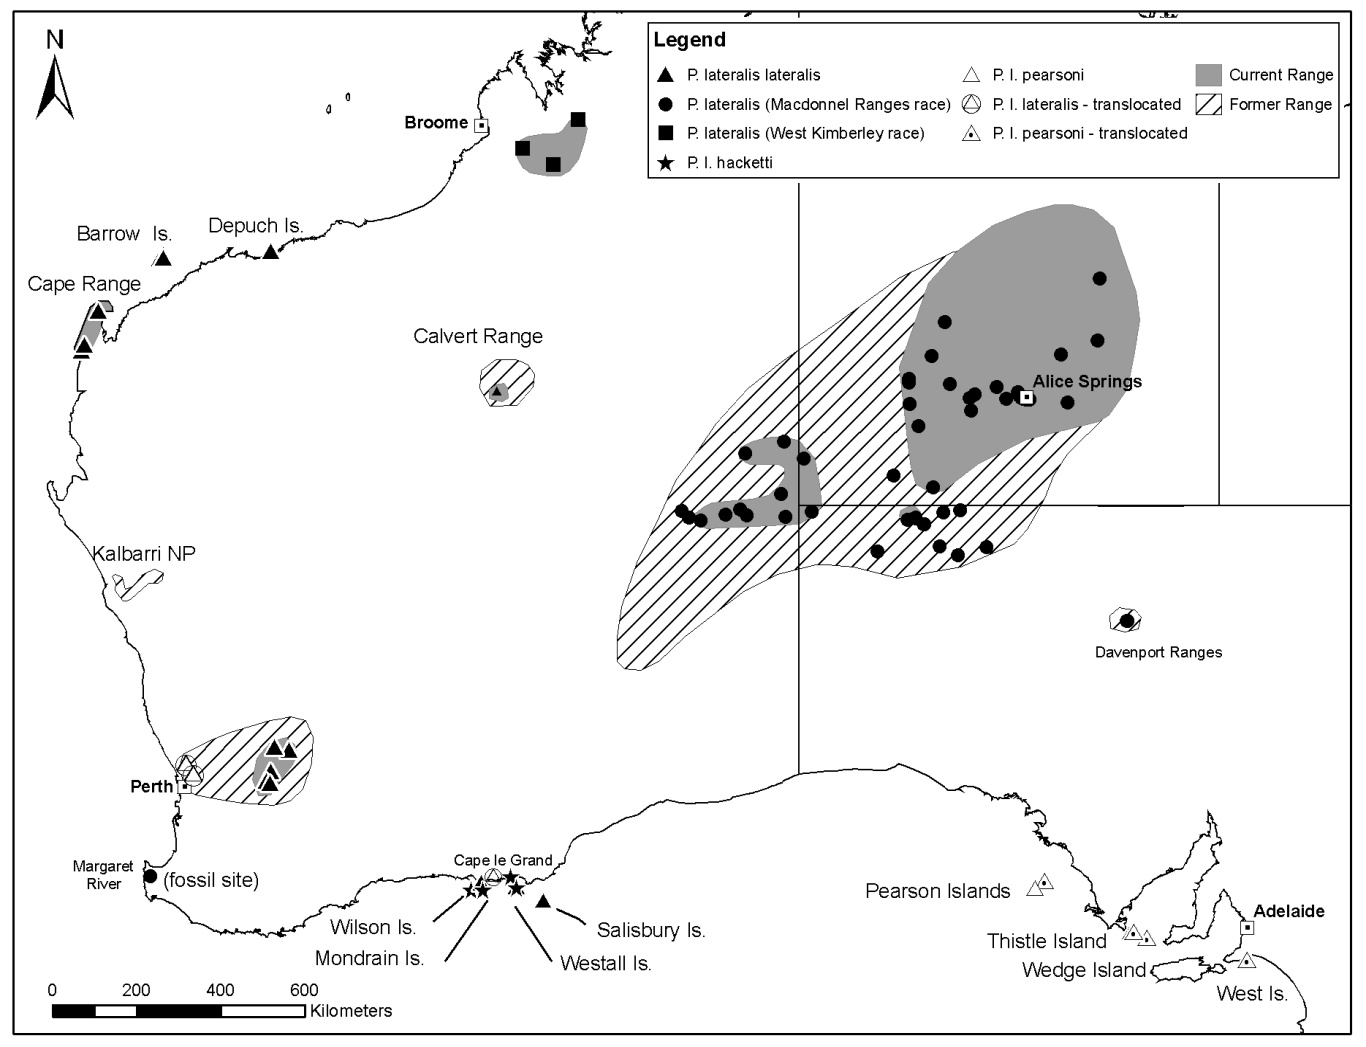 N
Legend
P. lateralis lateralis
P. lateralis (Macdonnel Ranges race)
P. lateralis (West Kimberley race)
P. l. hacketti
P. l. pearsoni
P. l. lateralis - translocated
P. l. pearsoni - translocated
Current Range
Former Range
Broome
Depuch Is.
Barrow Is.
Cape Range
Calvert Range
Alice Springs
Kalbarri NP
Davenport Ranges
Perth
Margaret
River
(fossil site)
Cape le Grand
Wilson Is.
Mondrain Is.
Salisbury Is.
Westall Is.
Pearson Islands
Thistle Island
Wedge Island
Adelaide
West Is.
0 200 400 600
Kilometers